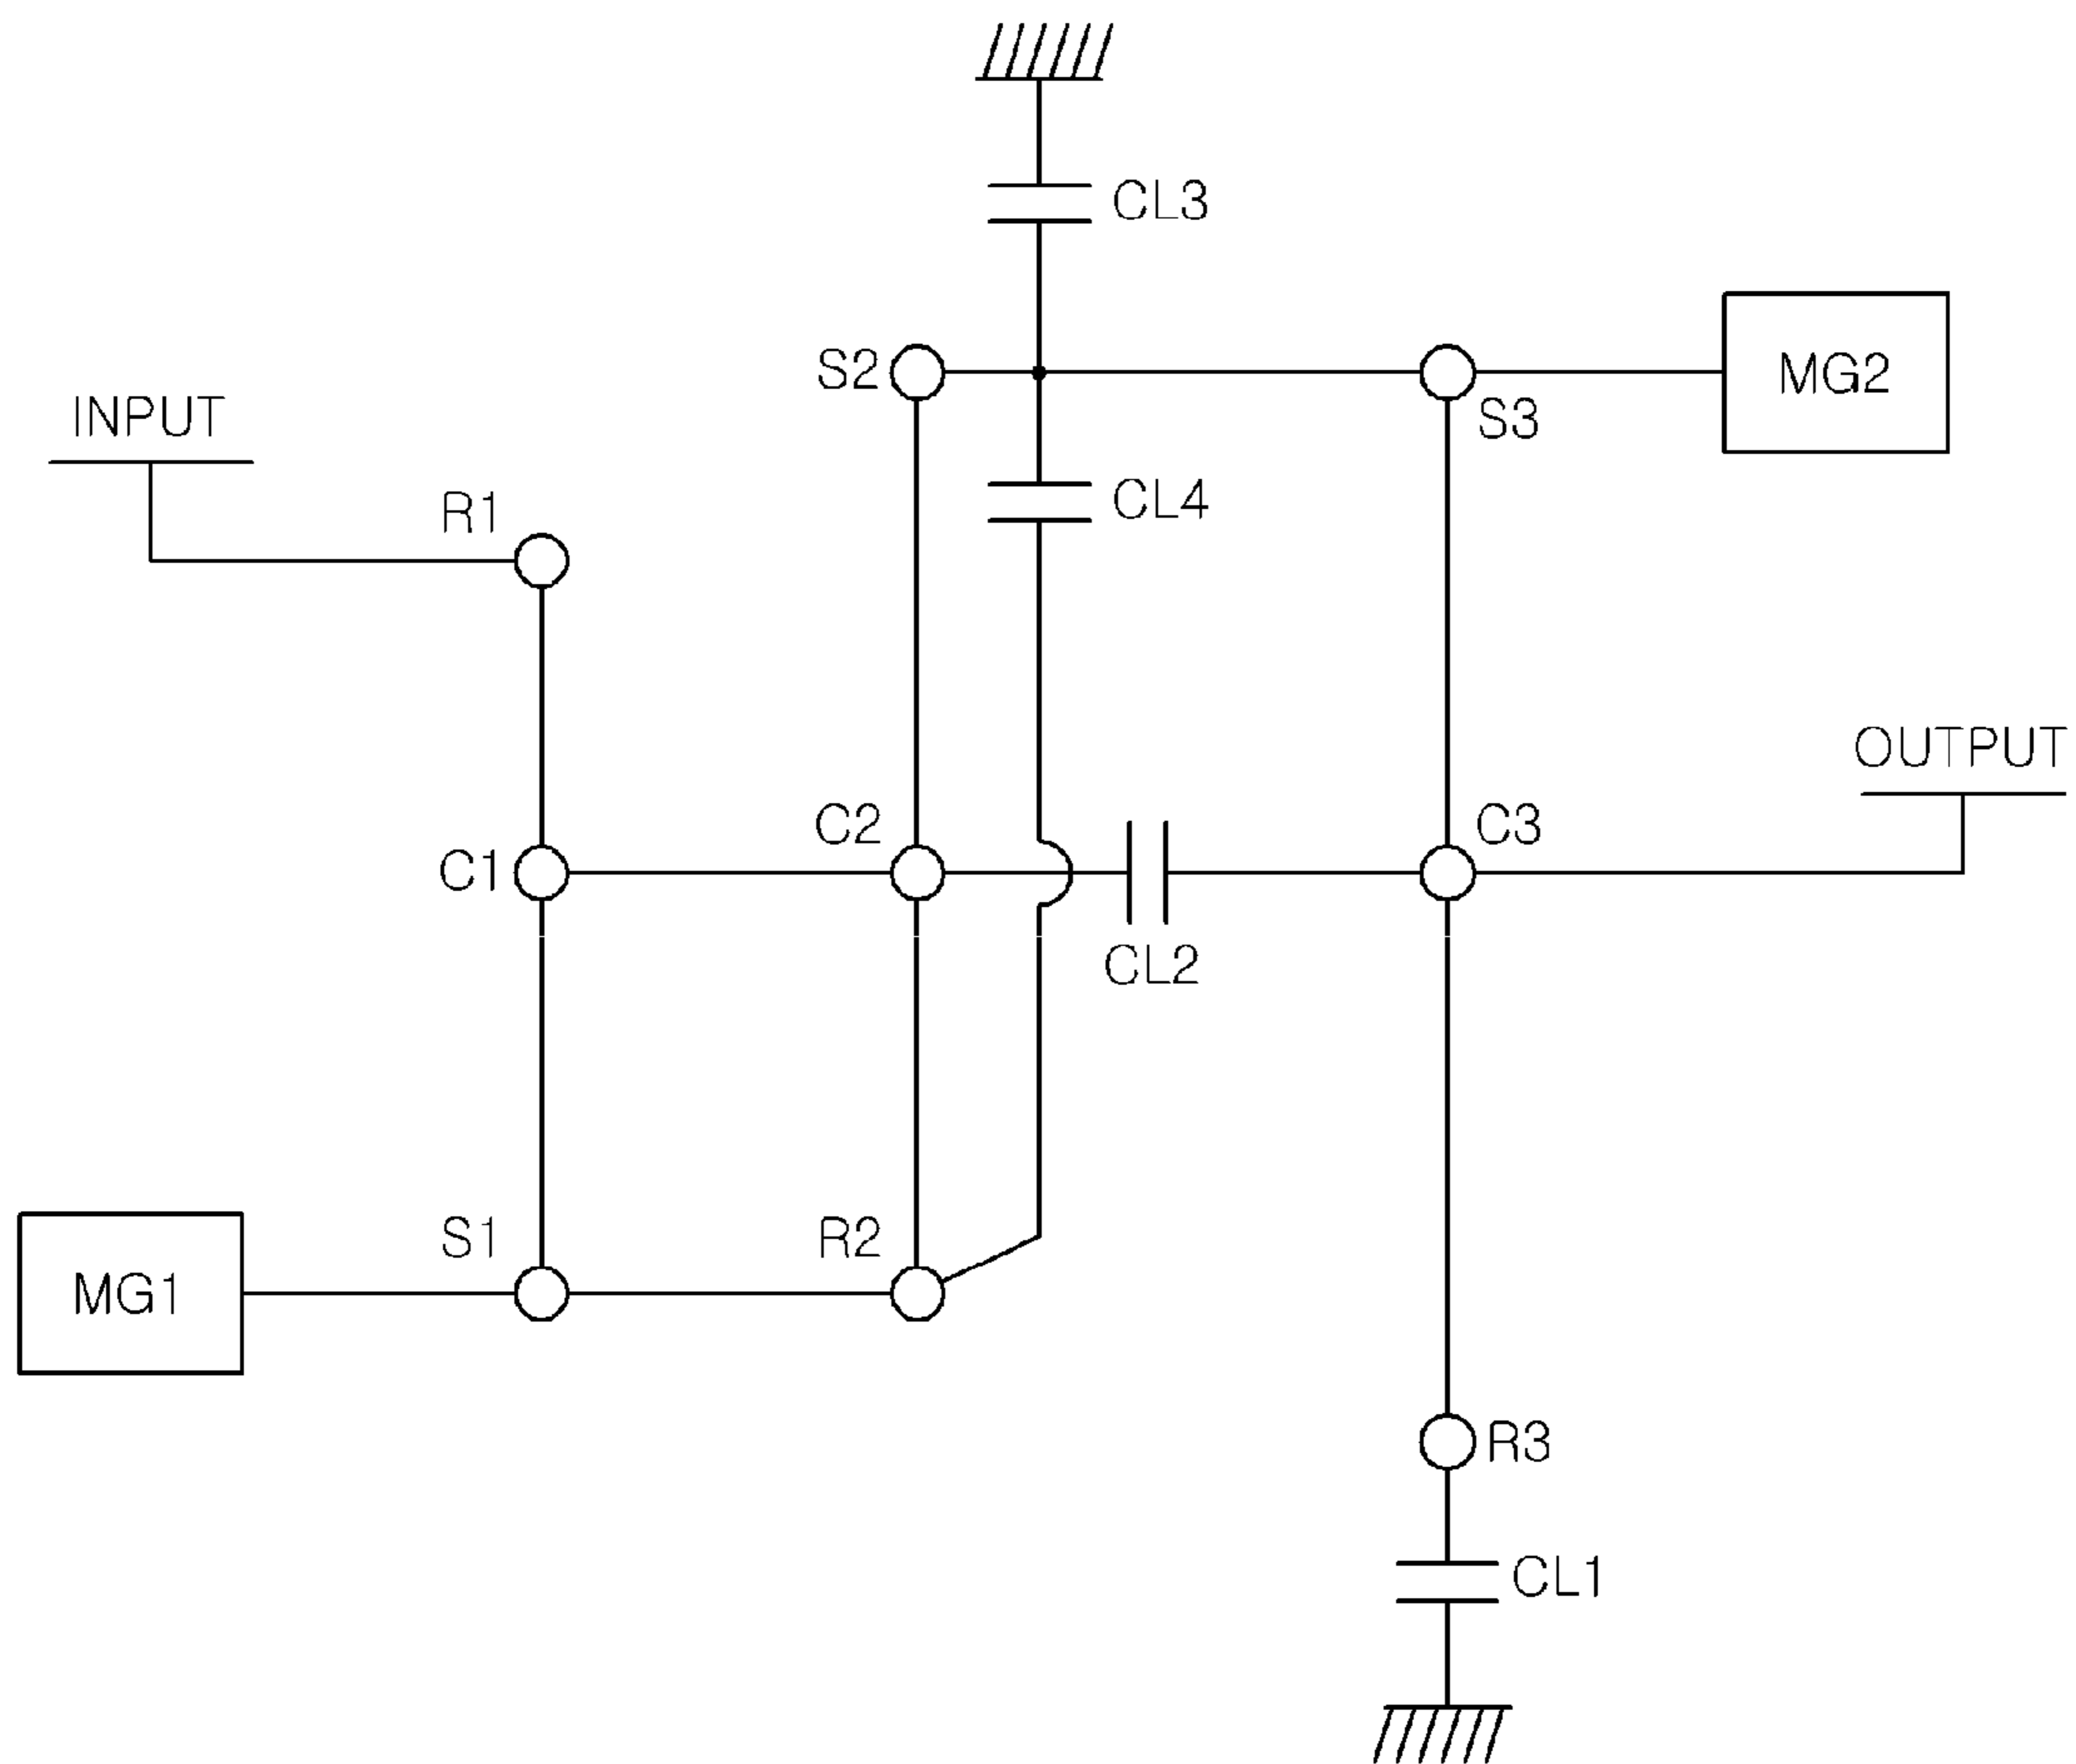 CL3
S2
MG2
INPUT
S3
R1
CL4
OUTPUT
C2
C3
C1
CL2
S1
R2
MG1
R3
CL1